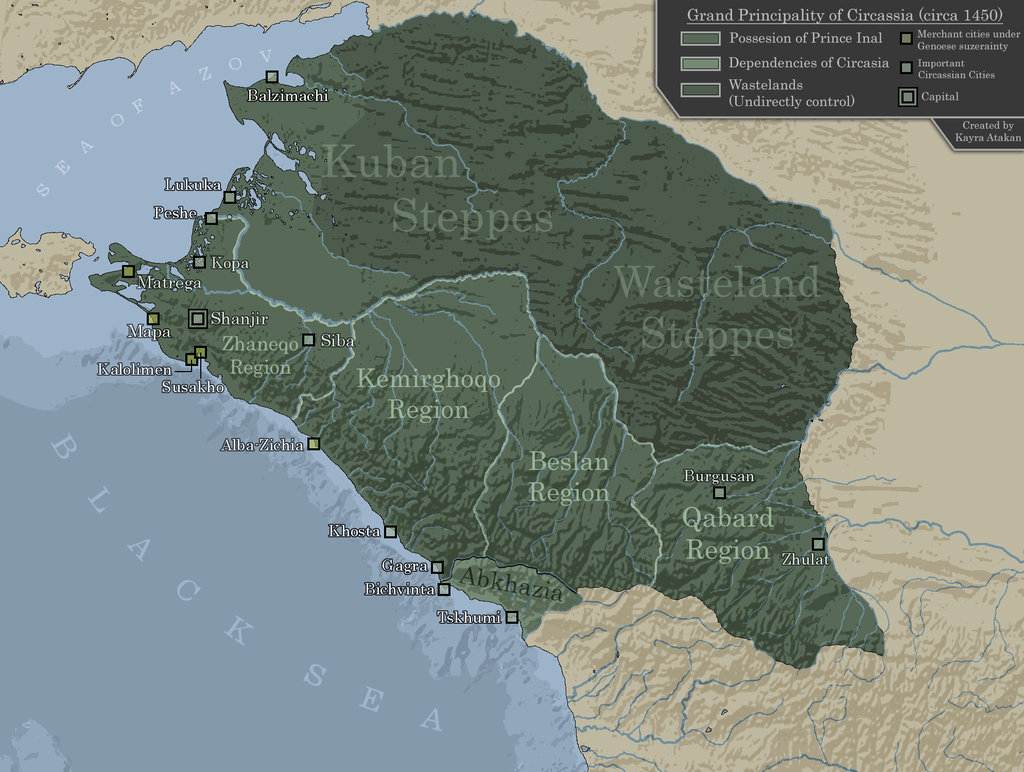 Grand Principality of Circassia (circa 1450)
Possesion of Prince Inal
Dependencies of Circasia
Wastelands
(Undirectly control)
Merchant cities under
Genoese suzerainty
Important
Circassian Cities
Capital
Created by
Kayra Atakan
SEA OF AZOV
Balzimachi
Kuban
Steppes
Lukuka
Peshe
Kopa
Matrega
Wasteland
Steppes
Mapa
Shanjir
Siba
Zhaneqo
Region
Kalolimen
Susakho
Kemirghoqo
Region
Alba-Zichia
Beslan
Region
Burgusan
Qabard
Region
Zhulat
Khosta
Gagra
Bichvinta
Abkhazia
Tskhumi
BLACK SEA